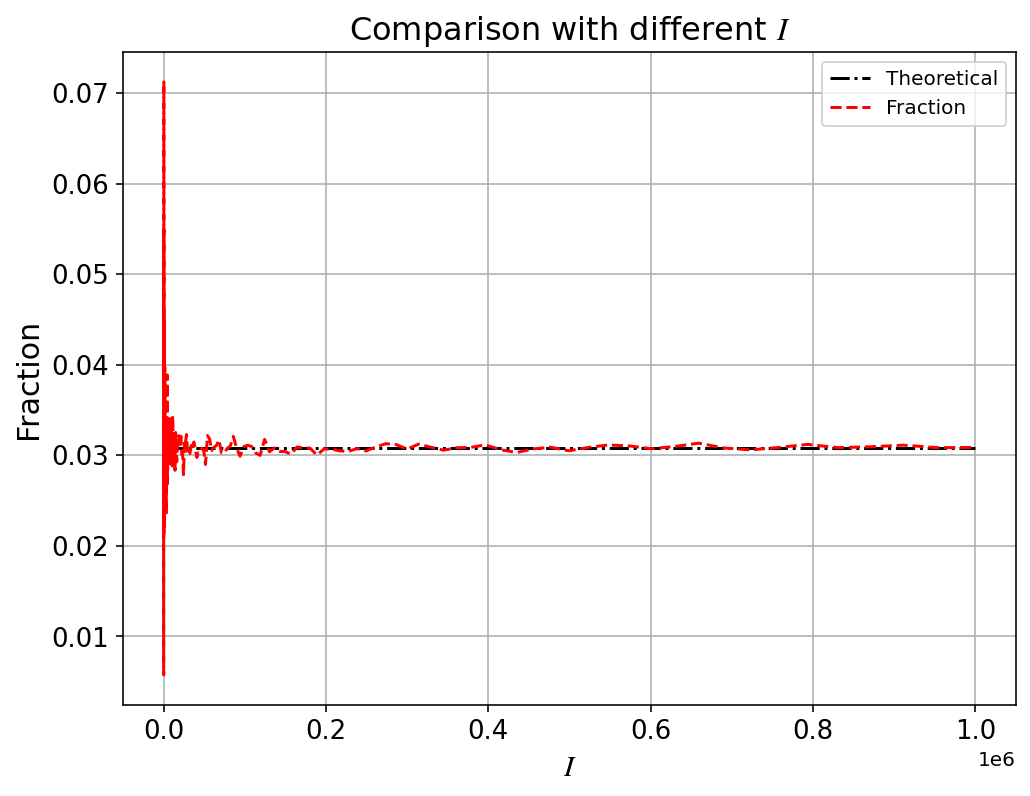 Comparison with different I
Theoretical
Fraction
0.07
0.06
0.05
0.04
0.03
0.02
0.01
Fraction
0.0 0.2 0.4 0.6 0.8 1.0
1e6
I